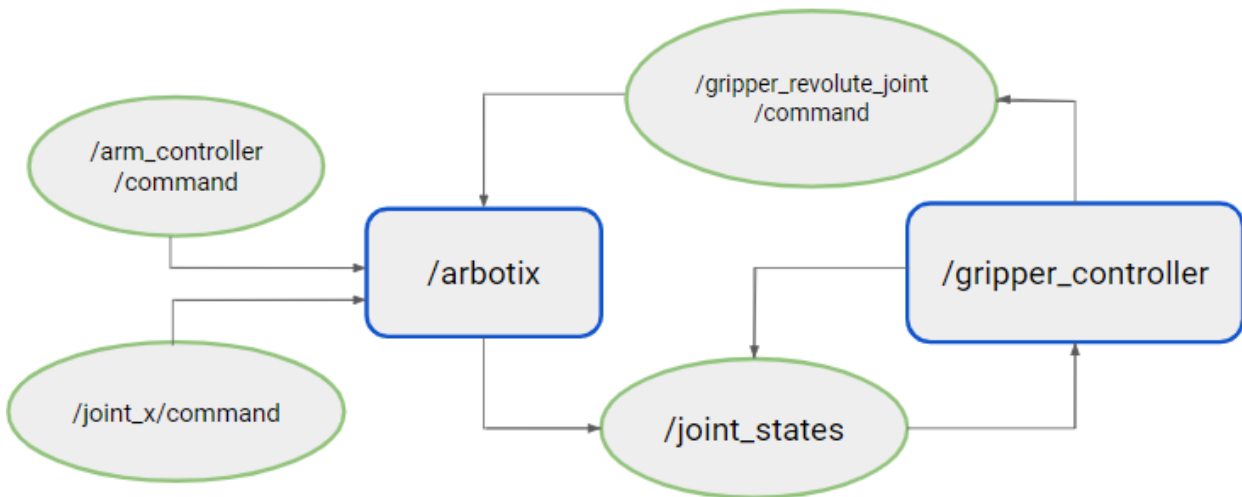 /gripper_revolute_joint
/command
/arm_controller
/command
/arbotix
/gripper_controller
/joint_x/command
/joint_states